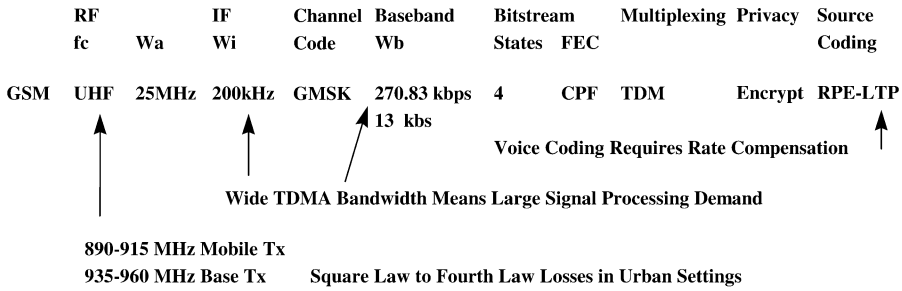 RF IF Channel Baseband Bitstream Multiplexing Privacy Source
fc Wa Wi Code Wb States FEC Coding
GSM UHF 25MHz 200kHz GMSK 270.83 kbps 4 CPF TDM Encrypt RPE-LTP
13 kbs
Voice Coding Requires Rate Compensation
Wide TDMA Bandwidth Means Large Signal Processing Demand
890-915 MHz Mobile Tx
935-960 MHz Base Tx Square Law to Fourth Law Losses in Urban Settings